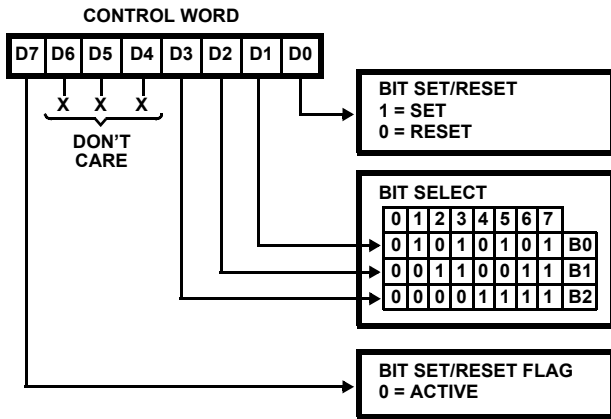 CONTROL WORD
D7 D6 D5 D4 D3 D2 D1 D0
X X X
DON'T
CARE
BIT SET/RESET
1 = SET
0 = RESET
BIT SELECT
0 1 2 3 4 5 6 7
0 1 0 1 0 1 0 1 B0
0 0 1 1 0 0 1 1 B1
0 0 0 0 1 1 1 1 B2
BIT SET/RESET FLAG
0 = ACTIVE